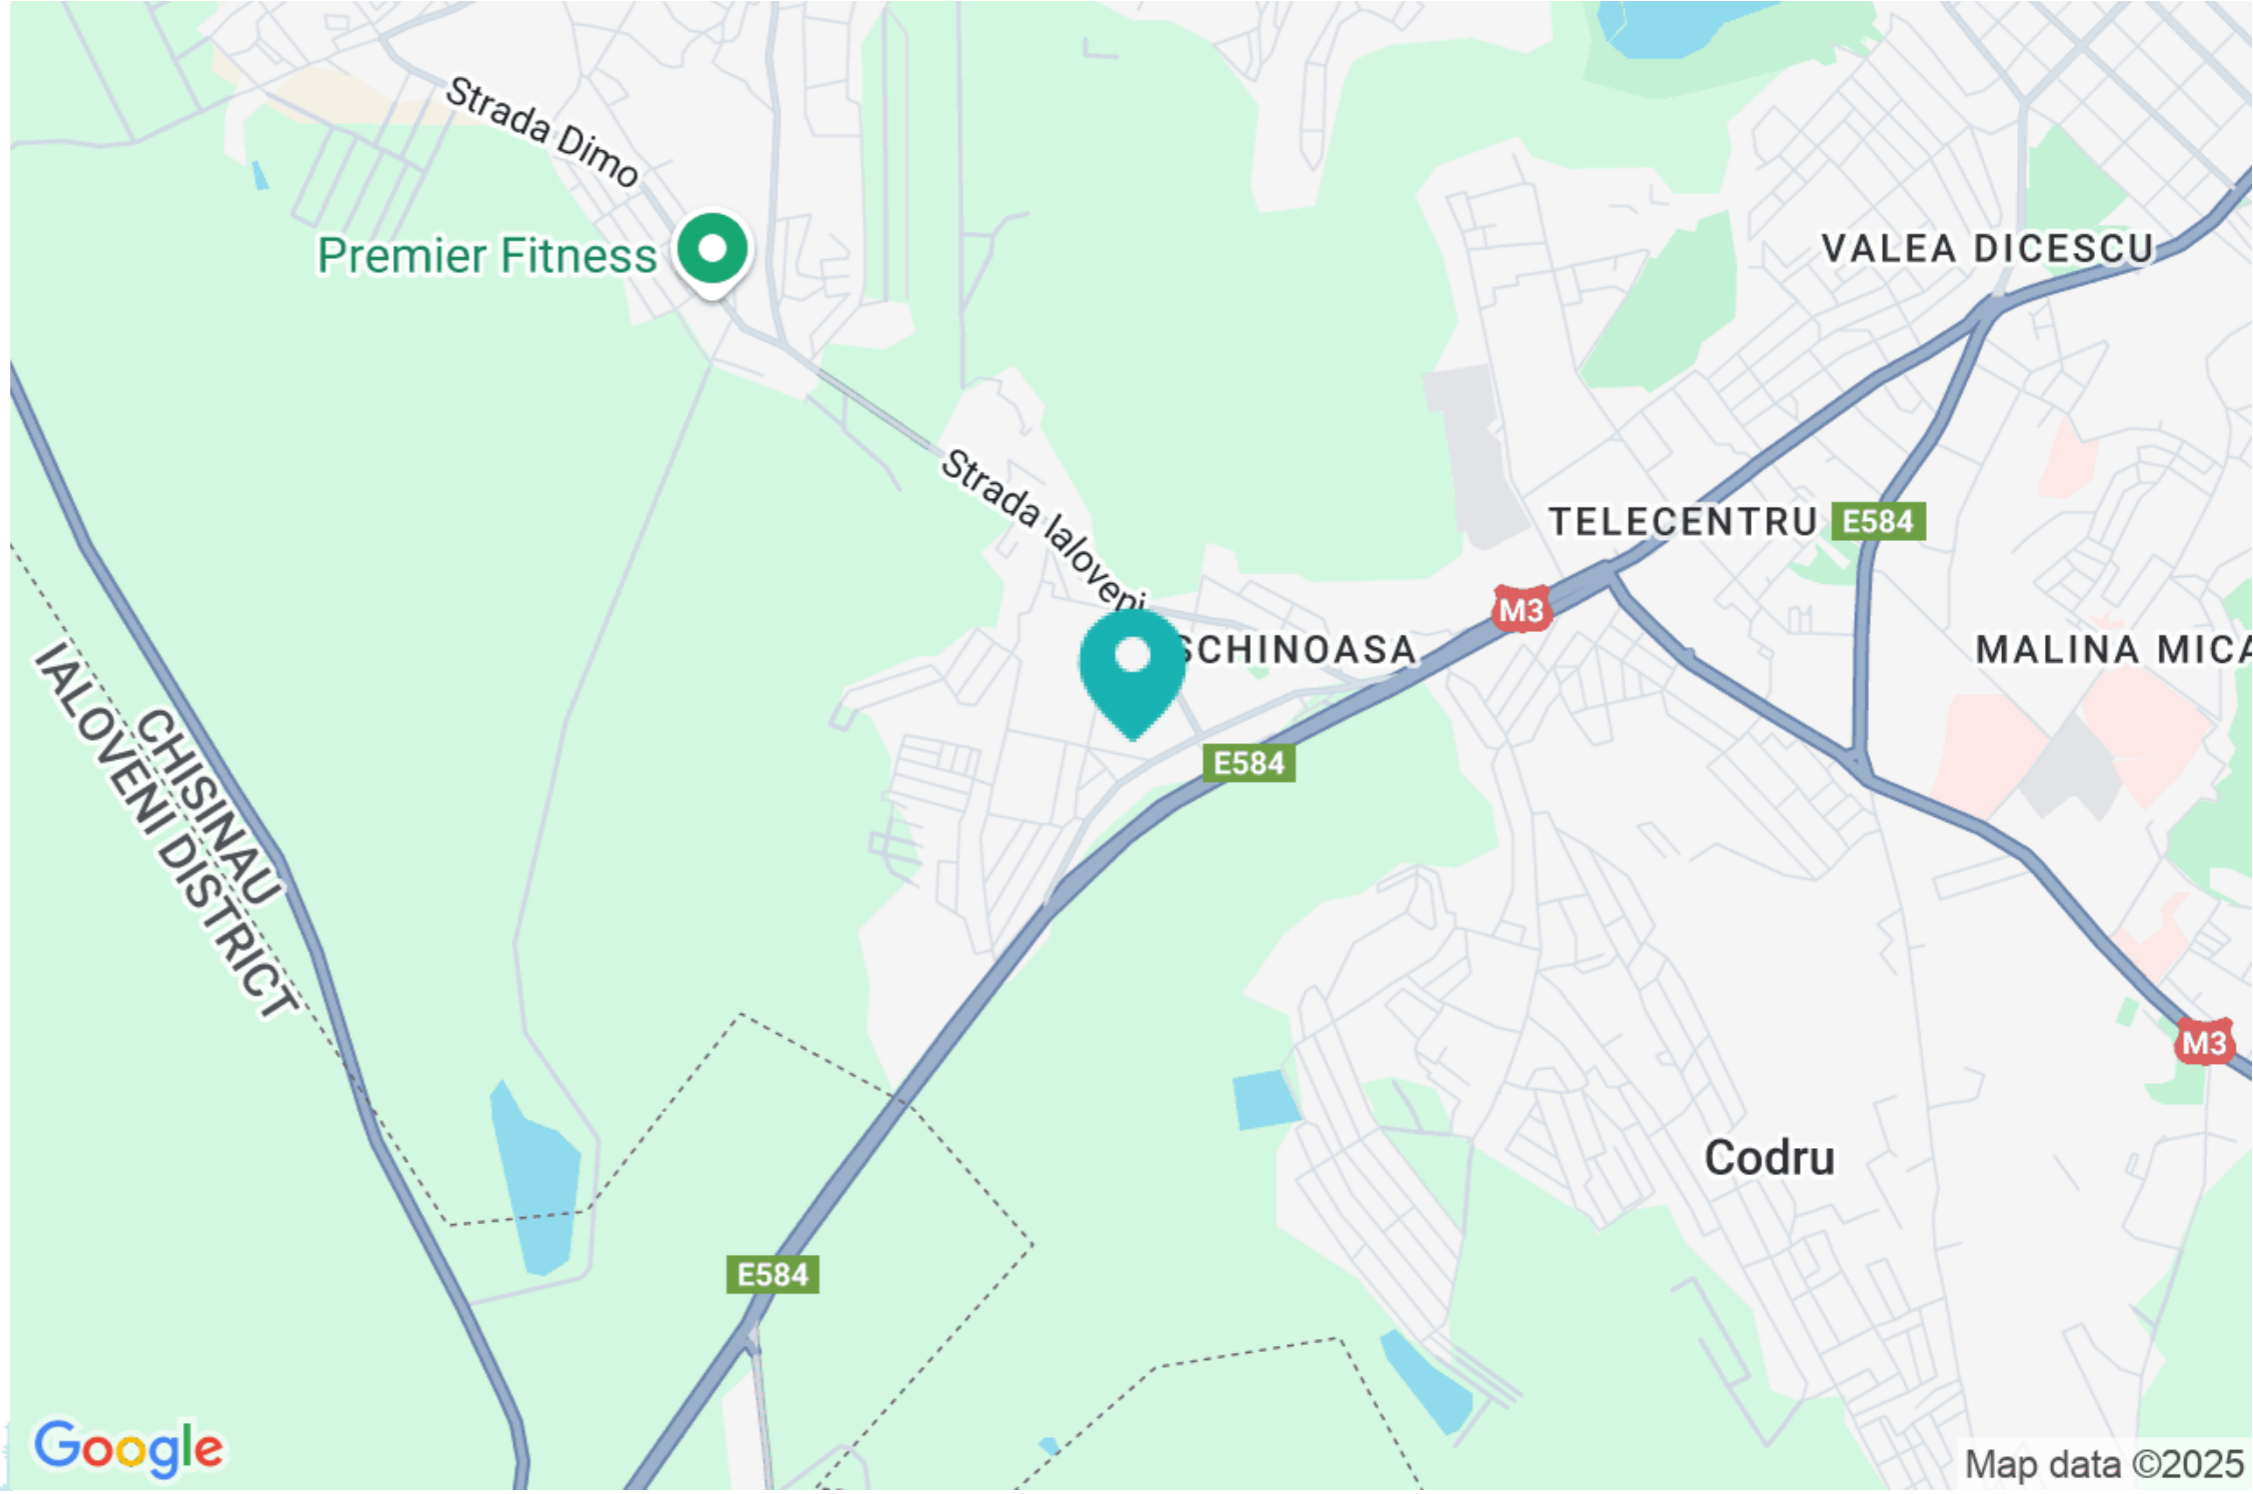 Strada Dimo
Premier Fitness
VALEA DICESCU
Strada Ialoveni
TELECENTRU
E584
M3
SCHINOASA
MALINA MICA
CHISINAU
IALOVENI DISTRICT
E584
M3
Codru
E584
Google
Map data ©2025